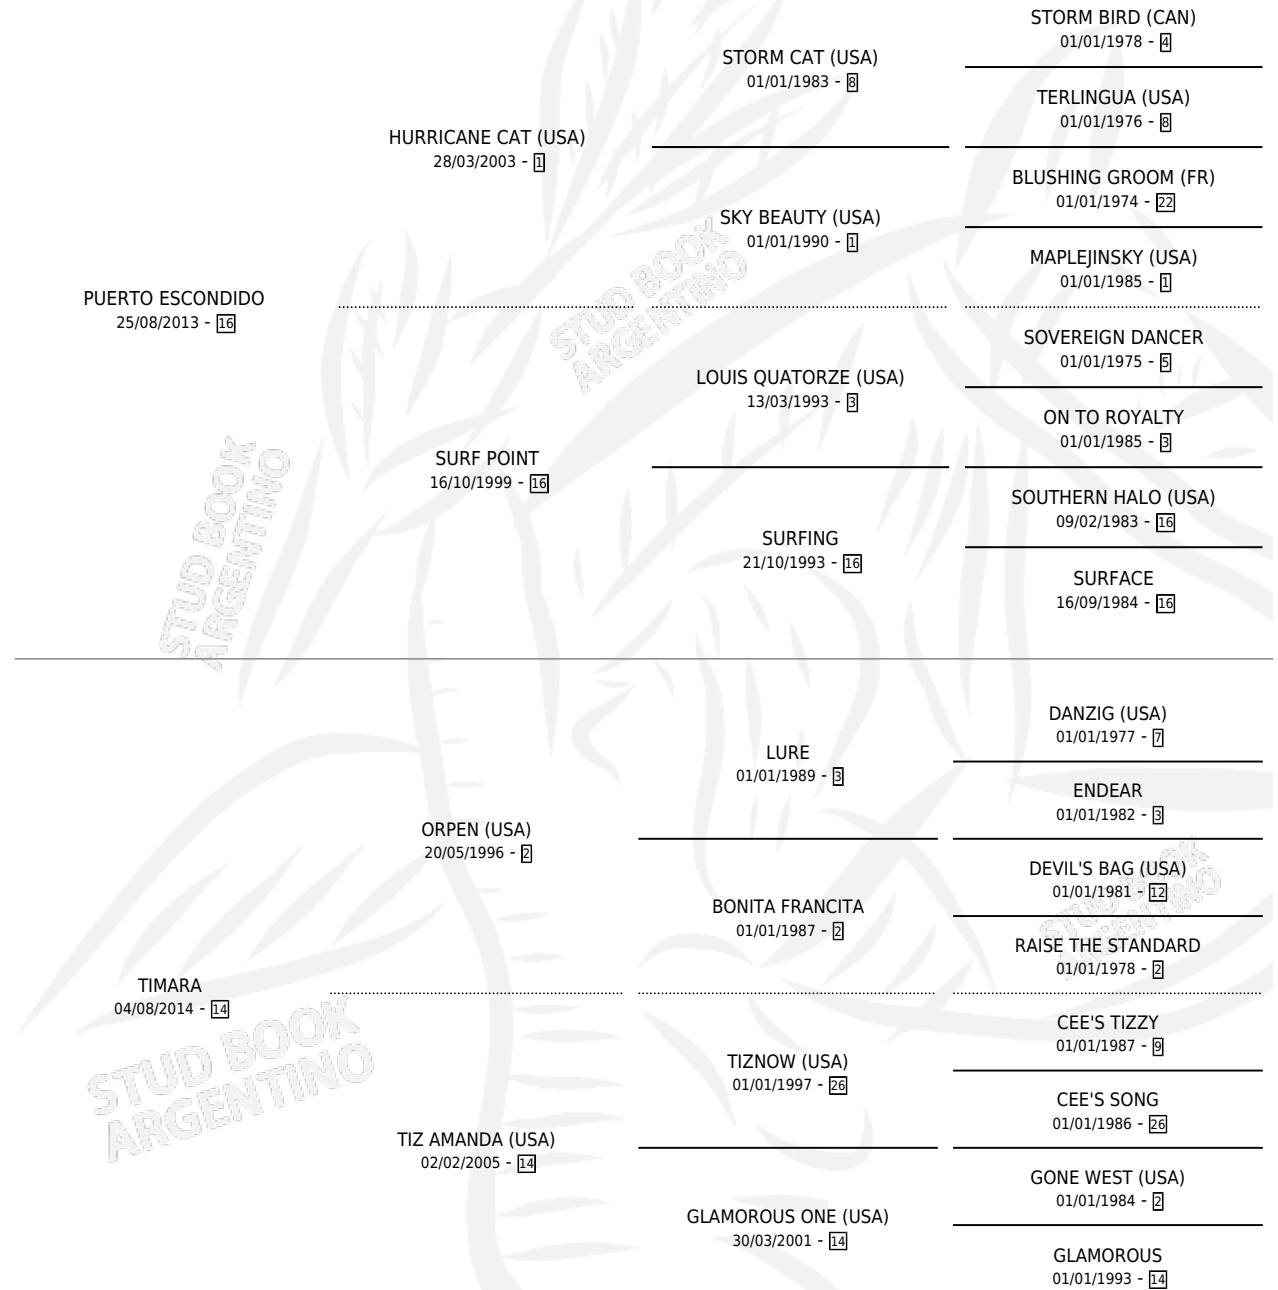 STORM BIRD (CAN)
01/01/1978 - 4
STORM CAT (USA)
01/01/1983 - 8
TERLINGUA (USA)
01/01/1976 - 8
HURRICANE CAT (USA)
28/03/2003 - 1
BLUSHING GROOM (FR)
01/01/1974 - 22
SKY BEAUTY (USA)
01/01/1990 - 1
MAPLEJINSKY (USA)
01/01/1985 - 1
PUERTO ESCONDIDO
25/08/2013 - 16
STUD BOOK
ARGENTINO
SOVEREIGN DANCER
01/01/1975 - 5
LOUIS QUATORZE (USA)
13/03/1993 - 3
ON TO ROYALTY
01/01/1985 - 3
SURF POINT
16/10/1999 - 16
SOUTHERN HALO (USA)
09/02/1983 - 16
SURFING
21/10/1993 - 16
SURFACE
16/09/1984 - 16
STUD BOOK
ARGENTINO
DANZIG (USA)
01/01/1977 - 7
LURE
01/01/1989 - 3
ENDEAR
01/01/1982 - 3
ORPEN (USA)
20/05/1996 - 2
DEVIL'S BAG (USA)
01/01/1981 - 12
BONITA FRANCITA
01/01/1987 - 2
RAISE THE STANDARD
01/01/1978 - 2
STUD BOOK
ARGENTINO
TIMARA
04/08/2014 - 14
CEE'S TIZZY
01/01/1987 - 9
TIZNOW (USA)
01/01/1997 - 26
CEE'S SONG
01/01/1986 - 26
STUD BOOK
ARGENTINO
TIZ AMANDA (USA)
02/02/2005 - 14
GONE WEST (USA)
01/01/1984 - 2
GLAMOROUS ONE (USA)
30/03/2001 - 14
GLAMOROUS
01/01/1993 - 14